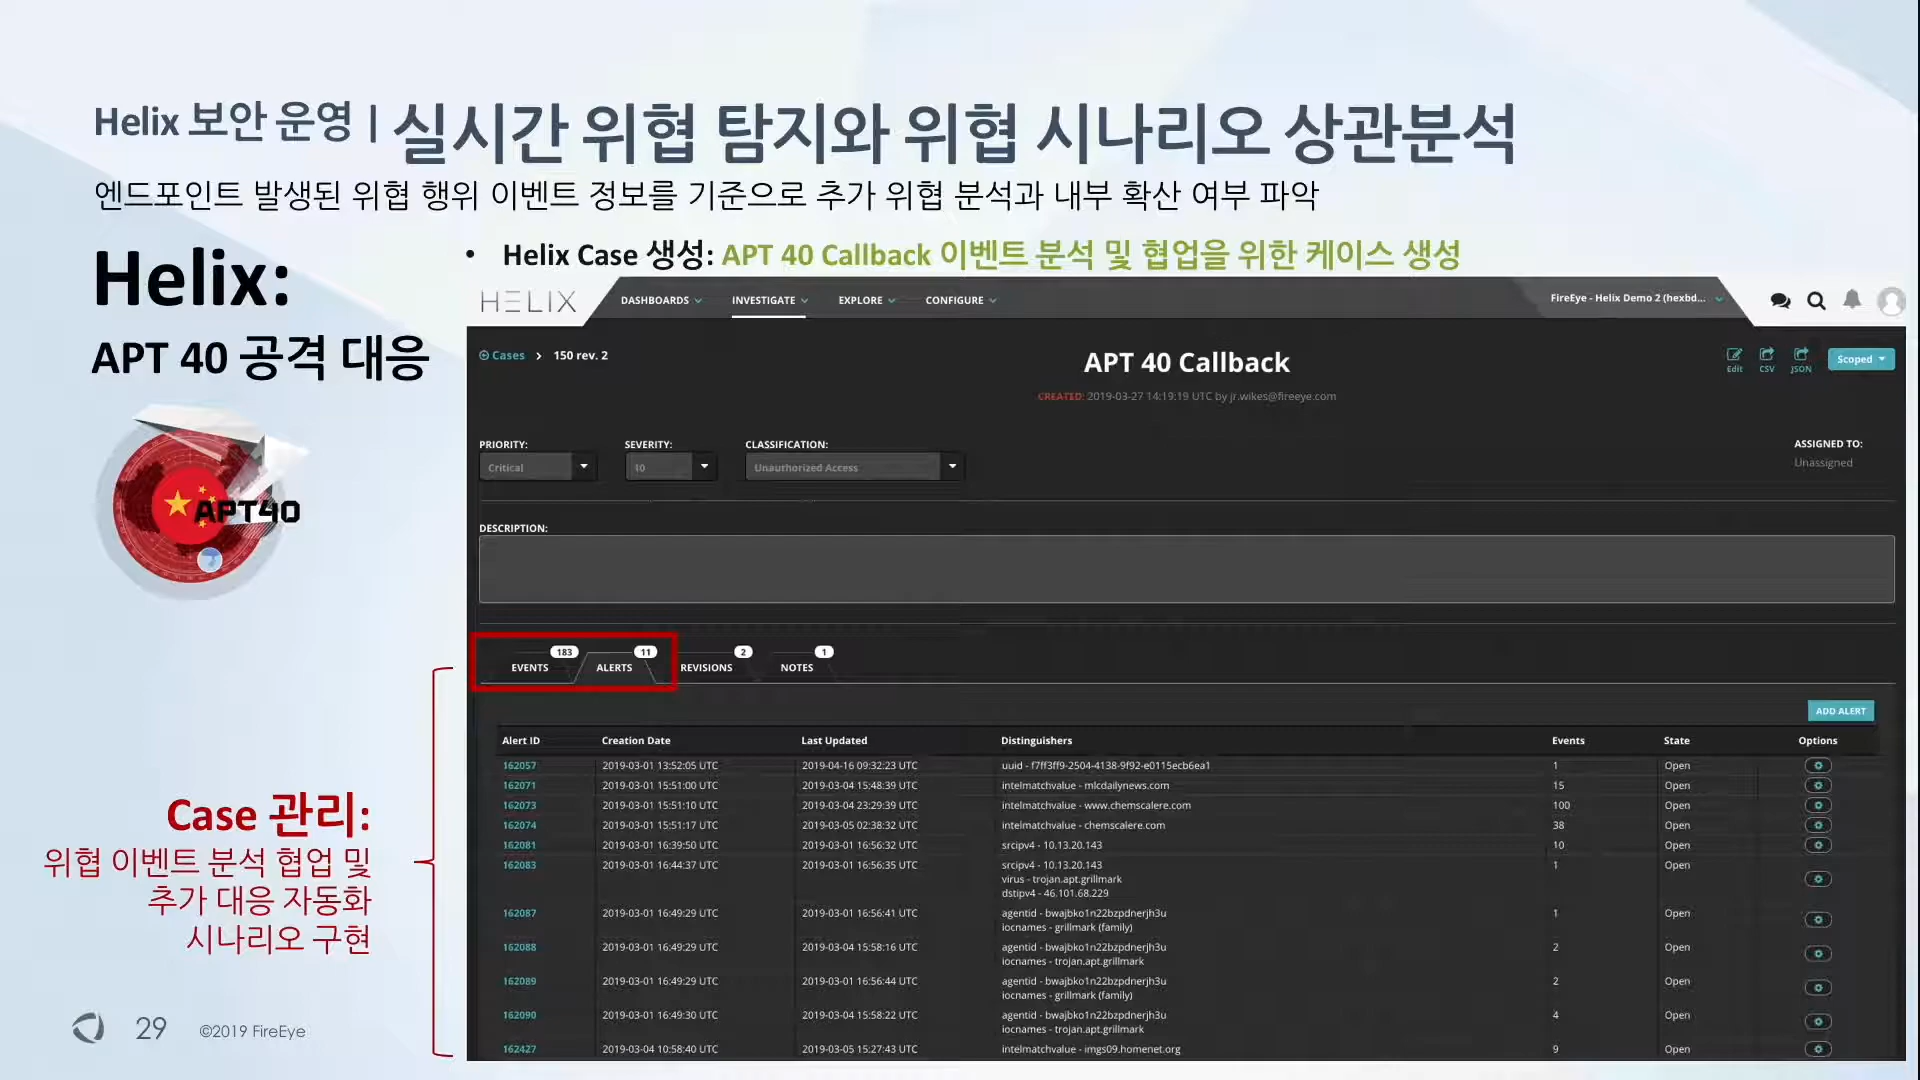 Helix 보안 운영 | 실시간 위협 탐지와 위협 시나리오 상관분석
엔드포인트 발생된 위협 행위 이벤트 정보를 기준으로 추가 위협 분석과 내부 확산 여부 파악
Helix:
APT 40 공격 대응
APT40
• Helix Case 생성: APT 40 Callback 이벤트 분석 및 협업을 위한 케이스 생성
HELIX DASHBOARDS INVESTIGATE EXPLORE CONFIGURE FireEye - Helix Demo 2 (hexbd...
Cases > 150 rev. 2
APT 40 Callback
Edit CSV JSON Scoped
CREATED: 2019-03-27 14:19:19 UTC by jr.wikes@fireeye.com
PRIORITY: SEVERITY: CLASSIFICATION: ASSIGNED TO:
Critical 10 Unauthorized Access Unassigned
DESCRIPTION:
EVENTS 183 ALERTS 11 REVISIONS 2 NOTES 1
ADD ALERT
Alert ID Creation Date Last Updated Distinguishers Events State Options
162057 2019-03-01 13:52:05 UTC 2019-04-16 09:32:23 UTC uuid - f7ff3ff9-2504-4138-9f92-e0115ecb6ea1 1 Open
162071 2019-03-01 15:51:00 UTC 2019-03-04 15:48:39 UTC intelmatchvalue - mlcdailynews.com 15 Open
162073 2019-03-01 15:51:10 UTC 2019-03-04 23:29:39 UTC intelmatchvalue - www.chemscalere.com 100 Open
162074 2019-03-01 15:51:17 UTC 2019-03-05 02:38:32 UTC intelmatchvalue - chemscalere.com 38 Open
162081 2019-03-01 16:39:50 UTC 2019-03-01 16:56:32 UTC srcipv4 - 10.13.20.143 10 Open
162083 2019-03-01 16:44:37 UTC 2019-03-01 16:56:35 UTC srcipv4 - 10.13.20.143 1 Open
virus - trojan.apt.grillmark
dstipv4 - 46.101.68.229
162087 2019-03-01 16:49:29 UTC 2019-03-01 16:56:41 UTC agentid - bwajbko1n22bzpdnerjh3u 1 Open
iocnames - grillmark (family)
162088 2019-03-01 16:49:29 UTC 2019-03-04 15:58:16 UTC agentid - bwajbko1n22bzpdnerjh3u 2 Open
iocnames - trojan.apt.grillmark
162089 2019-03-01 16:49:29 UTC 2019-03-01 16:56:44 UTC agentid - bwajbko1n22bzpdnerjh3u 2 Open
iocnames - grillmark (family)
162090 2019-03-01 16:49:30 UTC 2019-03-04 15:58:22 UTC agentid - bwajbko1n22bzpdnerjh3u 4 Open
iocnames - trojan.apt.grillmark
162427 2019-03-04 10:58:40 UTC 2019-03-05 15:27:43 UTC intelmatchvalue - imgs09.homenet.org 9 Open
Case 관리:
위협 이벤트 분석 협업 및
추가 대응 자동화
시나리오 구현
29 ©2019 FireEye